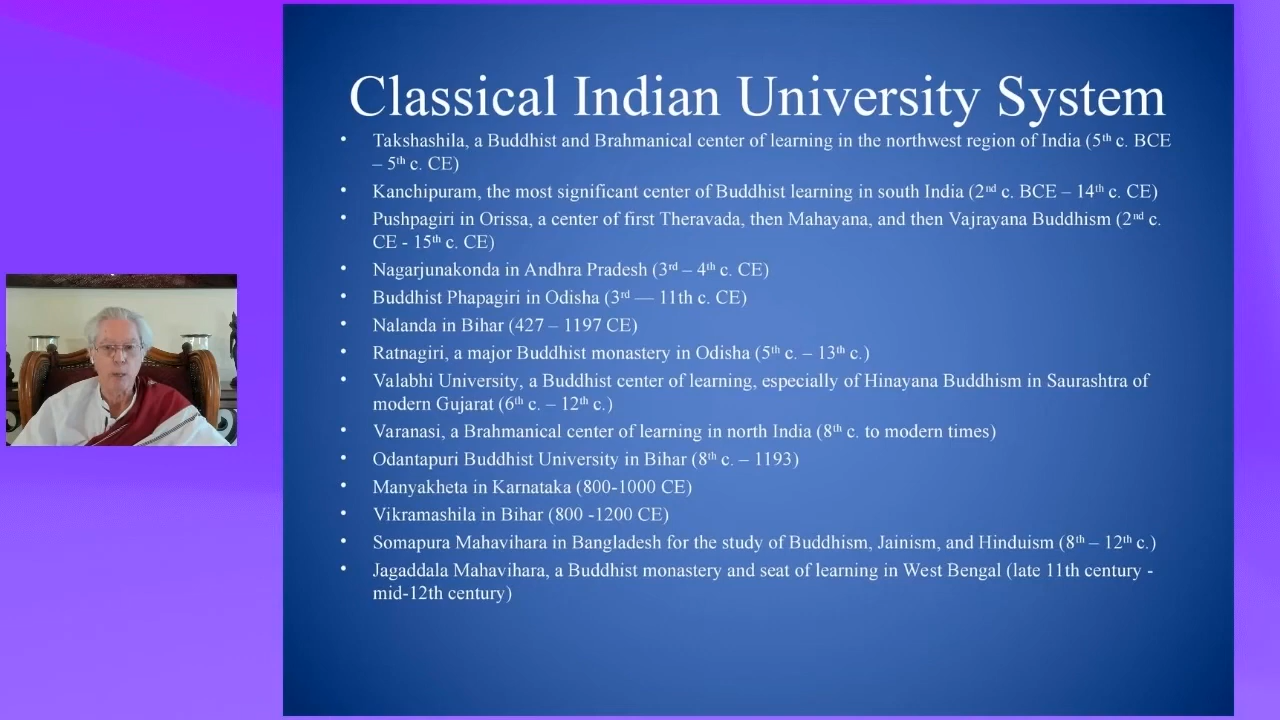 Classical Indian University System
• Takshashila, a Buddhist and Brahmanical center of learning in the northwest region of India (5th c. BCE
– 5th c. CE)
• Kanchipuram, the most significant center of Buddhist learning in south India (2nd c. BCE – 14th c. CE)
• Pushpagiri in Orissa, a center of first Theravada, then Mahayana, and then Vajrayana Buddhism (2nd c.
CE - 15th c. CE)
• Nagarjunakonda in Andhra Pradesh (3rd – 4th c. CE)
• Buddhist Phapagiri in Odisha (3rd — 11th c. CE)
• Nalanda in Bihar (427 – 1197 CE)
• Ratnagiri, a major Buddhist monastery in Odisha (5th c. – 13th c.)
• Valabhi University, a Buddhist center of learning, especially of Hinayana Buddhism in Saurashtra of
modern Gujarat (6th c. – 12th c.)
• Varanasi, a Brahmanical center of learning in north India (8th c. to modern times)
• Odantapuri Buddhist University in Bihar (8th c. – 1193)
• Manyakheta in Karnataka (800-1000 CE)
• Vikramashila in Bihar (800 -1200 CE)
• Somapura Mahavihara in Bangladesh for the study of Buddhism, Jainism, and Hinduism (8th – 12th c.)
• Jagaddala Mahavihara, a Buddhist monastery and seat of learning in West Bengal (late 11th century -
mid-12th century)